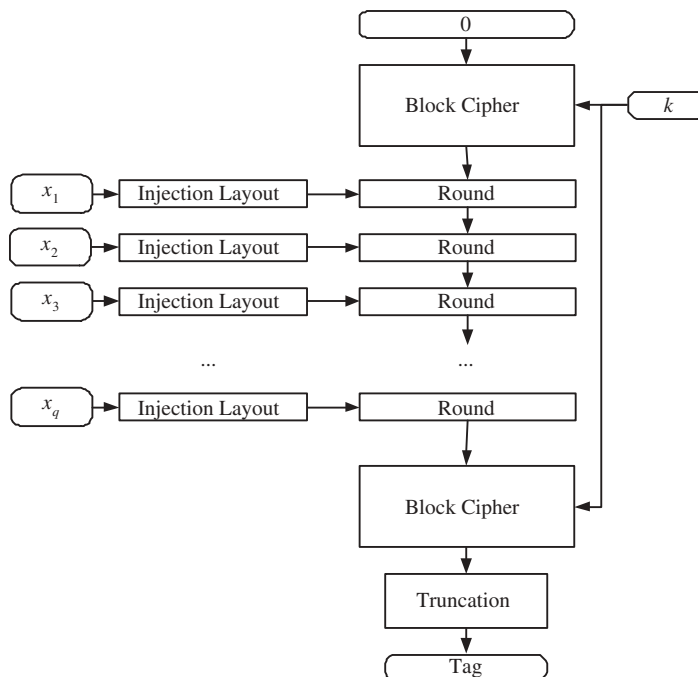 0
Block Cipher
k
x₁ Injection Layout Round
x₂ Injection Layout Round
x₃ Injection Layout Round
... ...
x_q Injection Layout Round
Block Cipher
Truncation
Tag